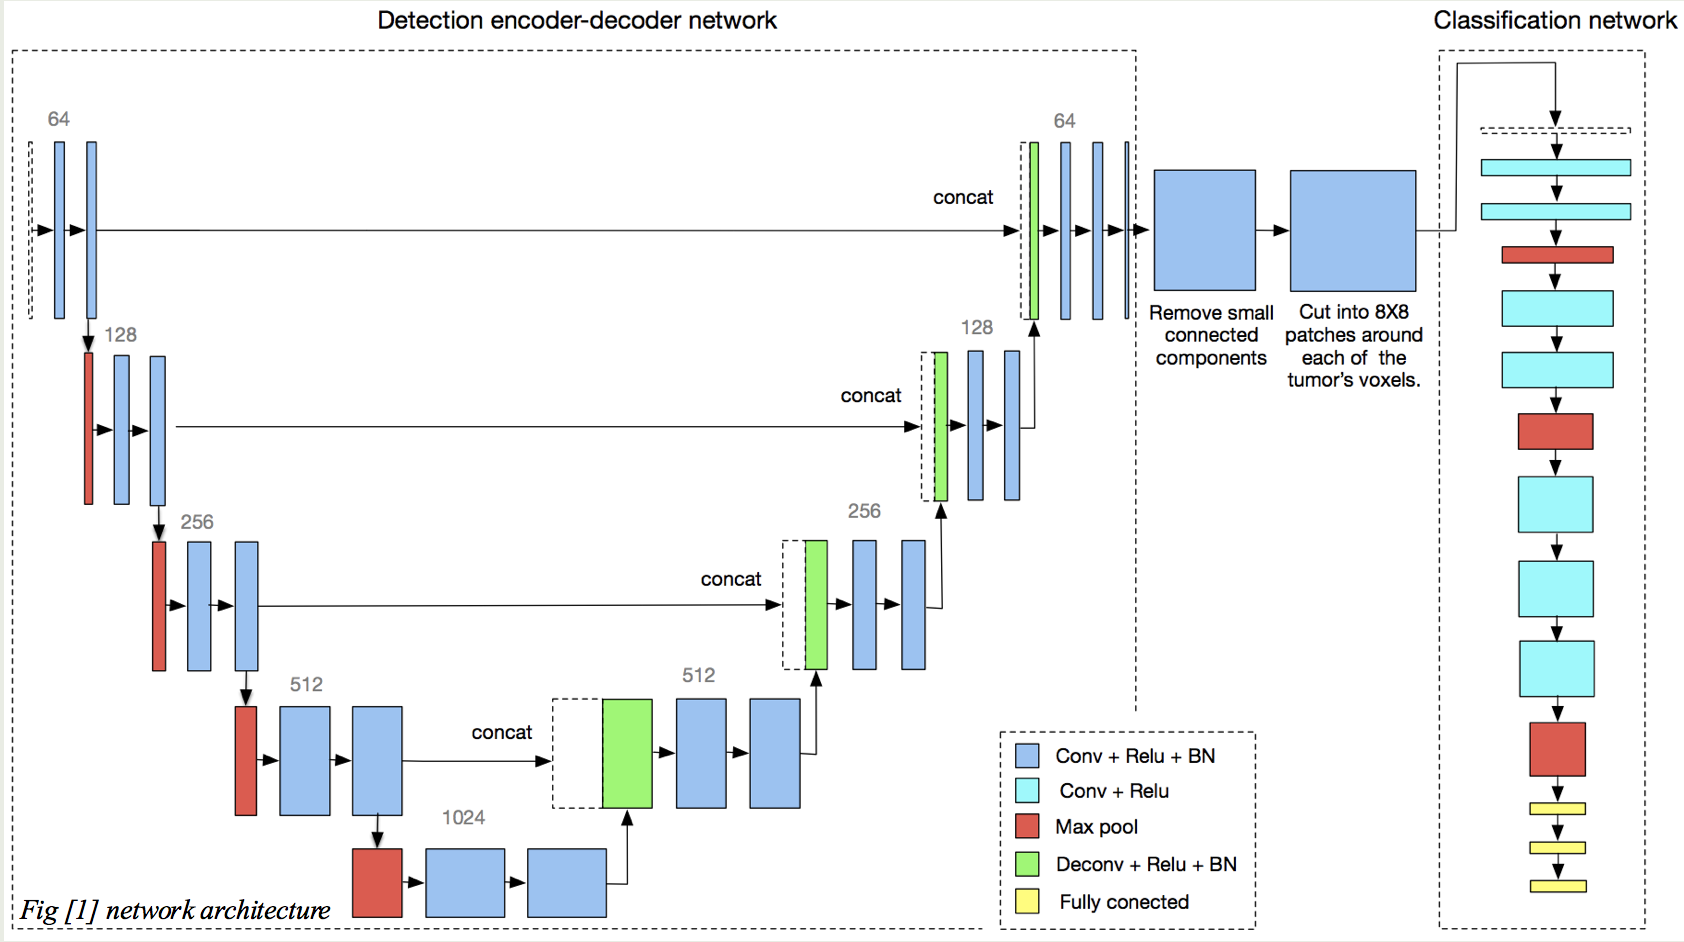 Detection encoder-decoder network
Classification network
64
64
concat
128
128
concat
Remove small
connected
components
Cut into 8X8
patches around
each of the
tumor's voxels.
256
256
concat
512
512
concat
1024
Conv + Relu + BN
Conv + Relu
Max pool
Deconv + Relu + BN
Fully conected
Fig [1] network architecture